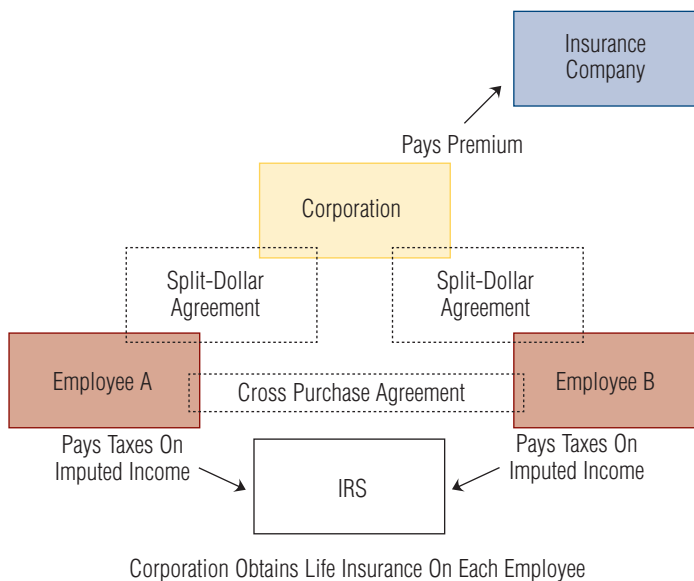 Insurance
Company
Pays Premium
Corporation
Split-Dollar
Agreement
Split-Dollar
Agreement
Employee A
Cross Purchase Agreement
Employee B
Pays Taxes On
Imputed Income
IRS
Pays Taxes On
Imputed Income
Corporation Obtains Life Insurance On Each Employee